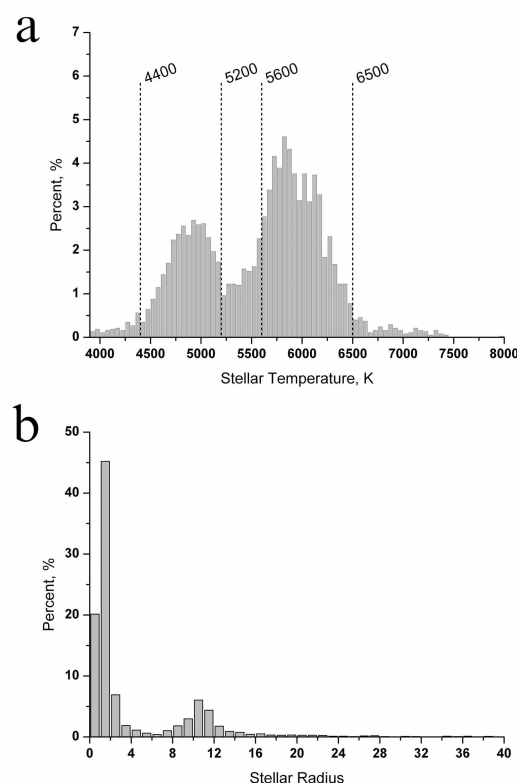 a
7
6
5
4
3
2
1
0
Percent, %
4400 5200 5600 6500
4000 4500 5000 5500 6000 6500 7000 7500 8000
Stellar Temperature, K
b
50
40
30
20
10
0
Percent, %
0 4 8 12 16 20 24 28 32 36 40
Stellar Radius